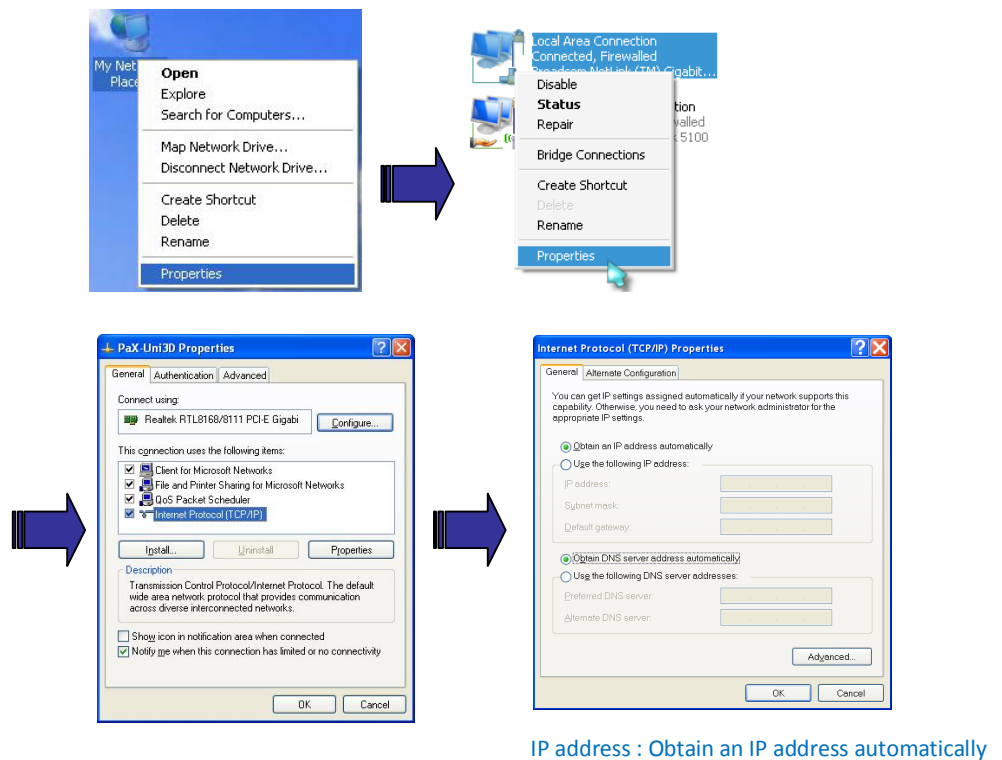 My Net
Place
Open
Explore
Search for Computers...
Map Network Drive...
Disconnect Network Drive...
Create Shortcut
Delete
Rename
Properties
Local Area Connection
Connected, Firewalled
Broadcom NetLink (TM) Gigabit...
Disable
Status
Repair
Bridge Connections
Create Shortcut
Delete
Rename
Properties
tion
walled
5100
PaX-Uni3D Properties
General Authentication Advanced
Connect using:
Realtek RTL8168/8111 PCI-E Gigabi
Configure...
This connection uses the following items:
Client for Microsoft Networks
File and Printer Sharing for Microsoft Networks
QoS Packet Scheduler
Internet Protocol (TCP/IP)
Install... Uninstall Properties
Description
Transmission Control Protocol/Internet Protocol. The default
wide area network protocol that provides communication
across diverse interconnected networks.
Show icon in notification area when connected
Notify me when this connection has limited or no connectivity
OK Cancel
Internet Protocol (TCP/IP) Properties
General Alternate Configuration
You can get IP settings assigned automatically if your network supports this
capability. Otherwise, you need to ask your network administrator for the
appropriate IP settings.
Obtain an IP address automatically
Use the following IP address:
IP address:
Subnet mask:
Default gateway:
Obtain DNS server address automatically
Use the following DNS server addresses:
Preferred DNS server:
Alternate DNS server:
Advanced...
OK Cancel
IP address : Obtain an IP address automatically